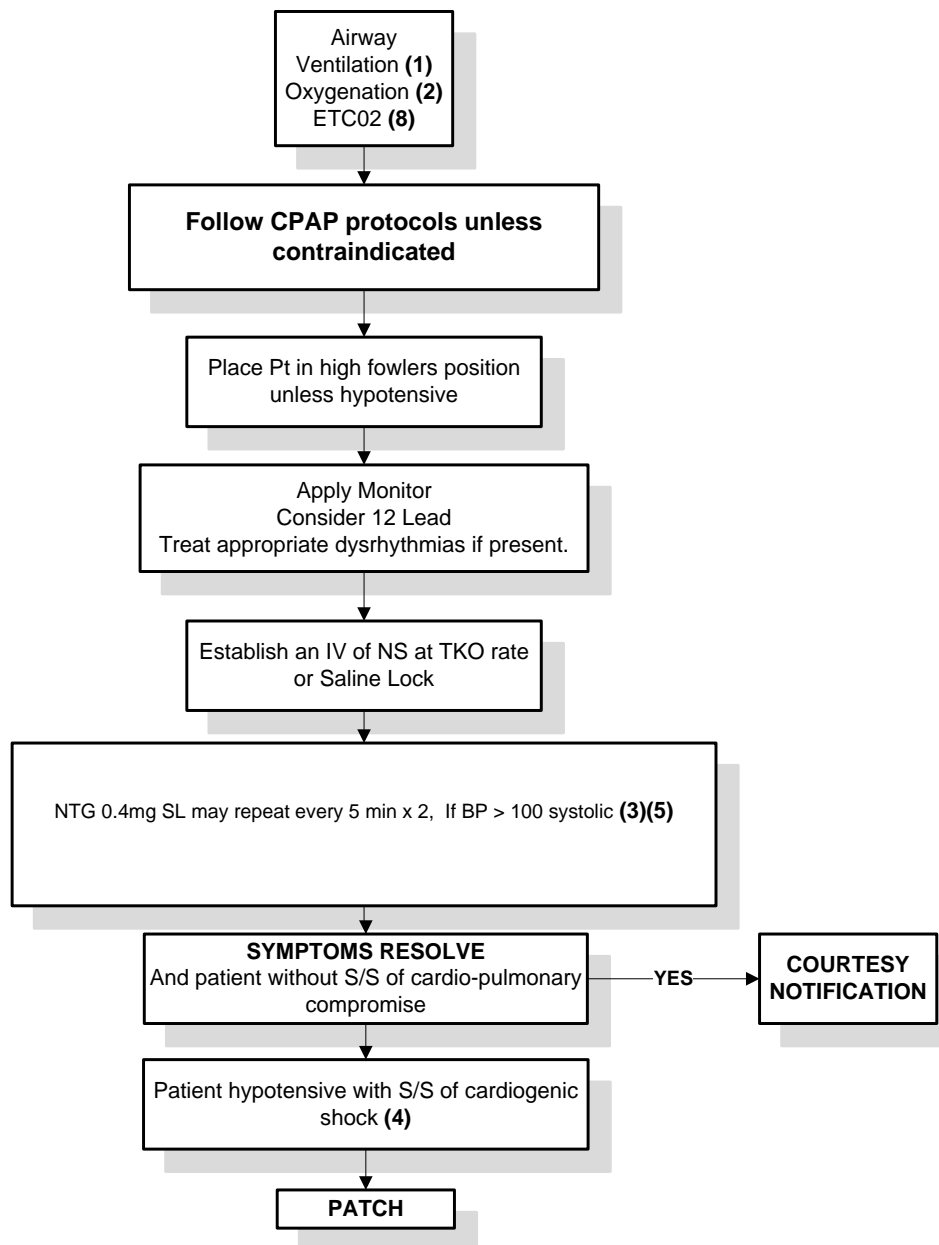 Airway
Ventilation (1)
Oxygenation (2)
ETC02 (8)
Follow CPAP protocols unless
contraindicated
Place Pt in high fowlers position
unless hypotensive
Apply Monitor
Consider 12 Lead
Treat appropriate dysrhythmias if present.
Establish an IV of NS at TKO rate
or Saline Lock
NTG 0.4mg SL may repeat every 5 min x 2, If BP > 100 systolic (3)(5)
SYMPTOMS RESOLVE
And patient without S/S of cardio-pulmonary
compromise
YES
COURTESY
NOTIFICATION
Patient hypotensive with S/S of cardiogenic
shock (4)
PATCH